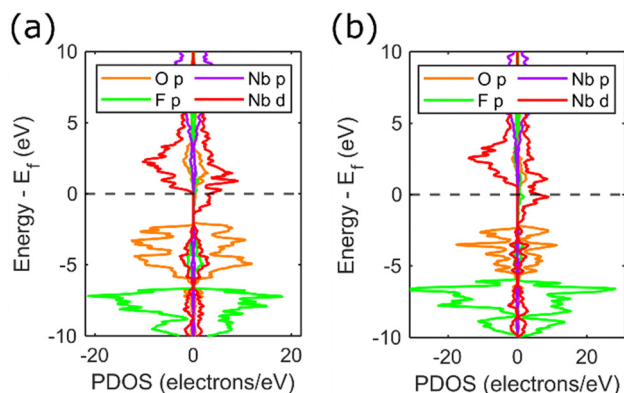 (a)
10
5
0
-5
-10
Energy - E_f (eV)
O p
Nb p
F p
Nb d
-20
0
20
PDOS (electrons/eV)
(b)
10
5
0
-5
-10
Energy - E_f (eV)
O p
Nb p
F p
Nb d
-20
0
20
PDOS (electrons/eV)